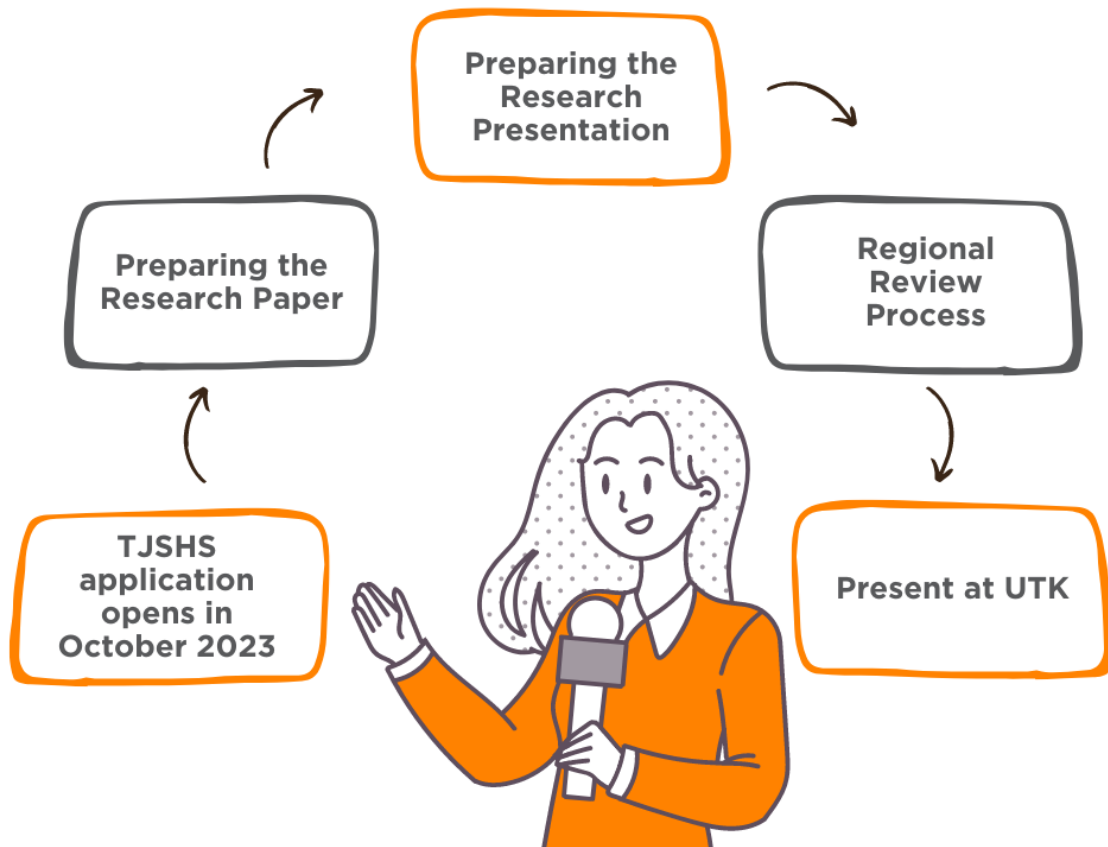 TJSHS
application
opens in
October 2023
Preparing the
Research Paper
Preparing the
Research
Presentation
Regional
Review
Process
Present at UTK